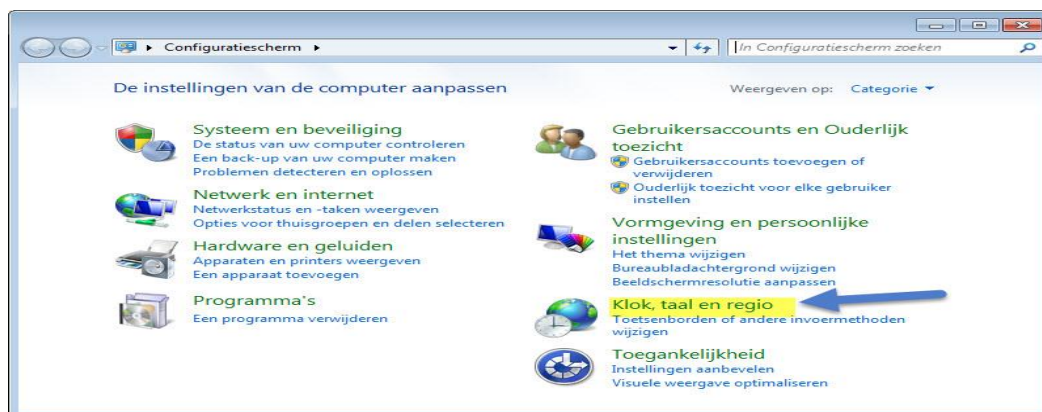 Configuratiescherm
In Configuratiescherm zoeken
De instellingen van de computer aanpassen
Weergeven op: Categorie
Systeem en beveiliging
De status van uw computer controleren
Een back-up van uw computer maken
Problemen detecteren en oplossen
Netwerk en internet
Netwerkstatus en -taken weergeven
Opties voor thuisgroepen en delen selecteren
Hardware en geluiden
Apparaten en printers weergeven
Een apparaat toevoegen
Programma's
Een programma verwijderen
Gebruikersaccounts en Ouderlijk
toezicht
Gebruikersaccounts toevoegen of
verwijderen
Ouderlijk toezicht voor elke gebruiker
instellen
Vormgeving en persoonlijke
instellingen
Het thema wijzigen
Bureaubladachtergrond wijzigen
Beeldschermresolutie aanpassen
Klok, taal en regio
Toetsenborden of andere invoermethoden
wijzigen
Toegankelijkheid
Instellingen aanbevelen
Visuele weergave optimaliseren